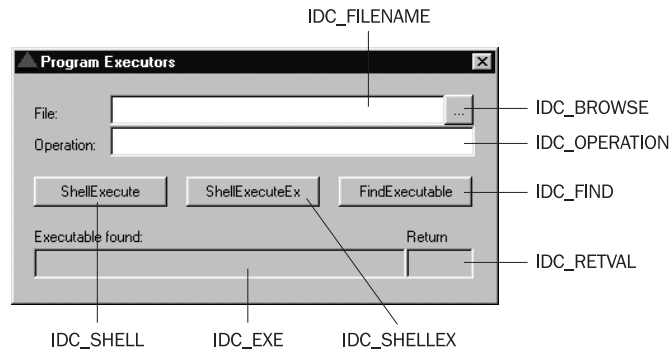 IDC_FILENAME
Program Executors
File:
...
IDC_BROWSE
Operation:
IDC_OPERATION
ShellExecute
ShellExecuteEx
FindExecutable
IDC_FIND
Executable found:
Return
IDC_RETVAL
IDC_SHELL
IDC_EXE
IDC_SHELLEX